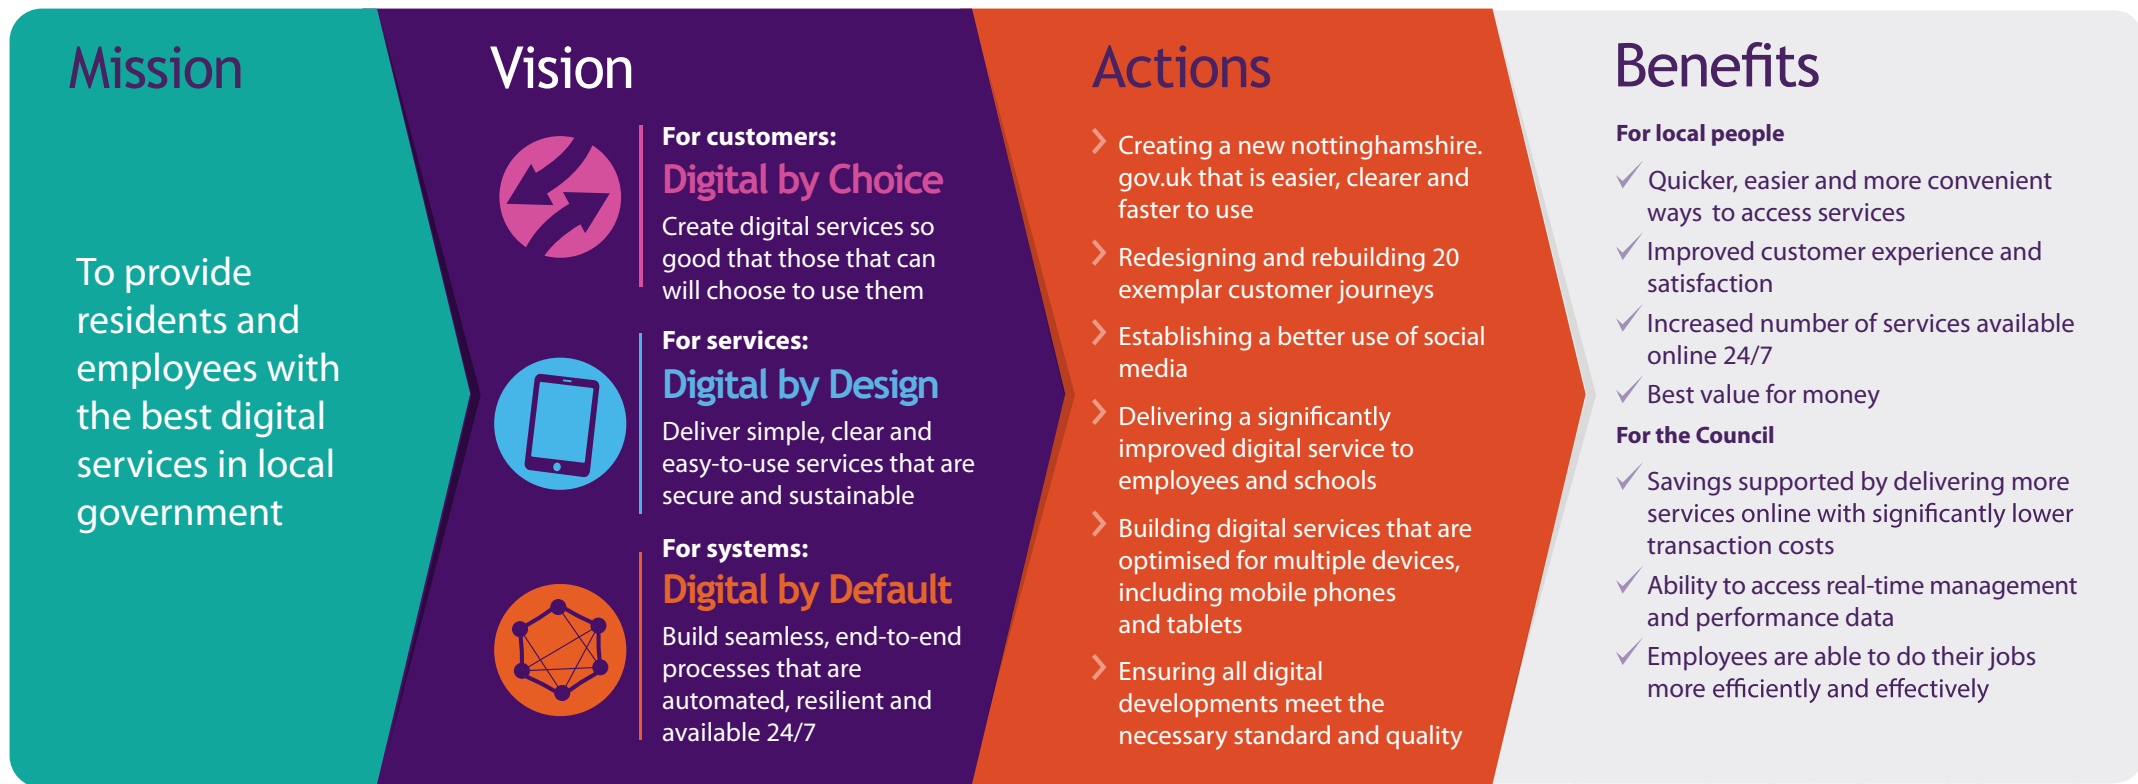 Mission
To provide
residents and
employees with
the best digital
services in local
government
Vision
For customers:
Digital by Choice
Create digital services so
good that those that can
will choose to use them
For services:
Digital by Design
Deliver simple, clear and
easy-to-use services that are
secure and sustainable
For systems:
Digital by Default
Build seamless, end-to-end
processes that are
automated, resilient and
available 24/7
Actions
Creating a new nottinghamshire.
gov.uk that is easier, clearer and
faster to use
Redesigning and rebuilding 20
exemplar customer journeys
Establishing a better use of social
media
Delivering a significantly
improved digital service to
employees and schools
Building digital services that are
optimised for multiple devices,
including mobile phones
and tablets
Ensuring all digital
developments meet the
necessary standard and quality
Benefits
For local people
Quicker, easier and more convenient
ways to access services
Improved customer experience and
satisfaction
Increased number of services available
online 24/7
Best value for money
For the Council
Savings supported by delivering more
services online with significantly lower
transaction costs
Ability to access real-time management
and performance data
Employees are able to do their jobs
more efficiently and effectively